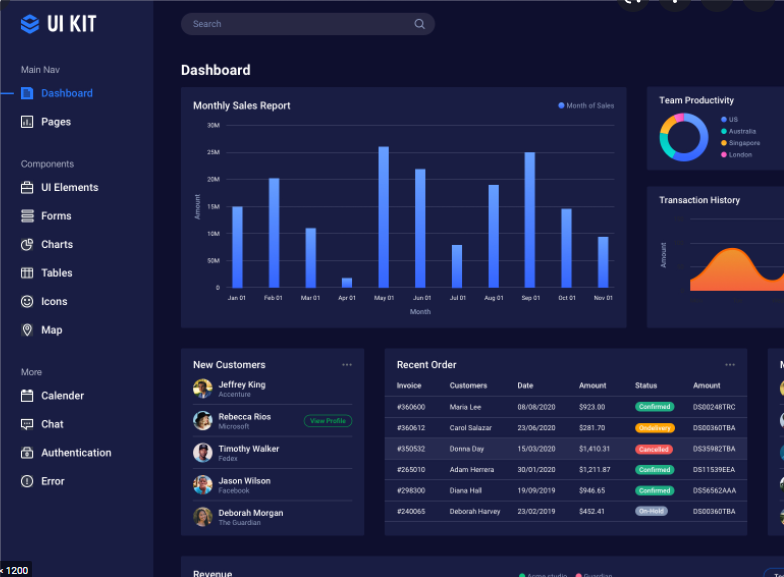 UI KIT
Search
Main Nav
Dashboard
Pages
Components
UI Elements
Forms
Charts
Tables
Icons
Map
More
Calender
Chat
Authentication
Error
× 1200
Dashboard
Monthly Sales Report
Month of Sales
30M
25M
20M
15M
10M
50M
0
Amount
Jan 01 Feb 01 Mar 01 Apr 01 May 01 Jun 01 Jul 01 Aug 01 Sep 01 Oct 01 Nov 01
Month
Team Productivity
US
Australia
Singapore
London
Transaction History
Amount
New Customers
Jeffrey King
Accenture
Rebecca Rios
Microsoft
View Profile
Timothy Walker
Fedex
Jason Wilson
Facebook
Deborah Morgan
The Guardian
Recent Order
Invoice Customers Date Amount Status Amount
#360600 Maria Lee 08/08/2020 $923.00 Confirmed DS00248TRC
#360612 Carol Salazar 23/06/2020 $281.70 Undelivery DS00360TBA
#350532 Donna Day 15/03/2020 $1,410.31 Cancelled DS35982TBA
#265010 Adam Herrera 30/01/2020 $1,211.87 Confirmed DS11539EEA
#298300 Diana Hall 19/09/2019 $946.65 Confirmed DS56562AAA
#240065 Deborah Harvey 23/02/2019 $452.41 On-Hold DS00360TBA
Revenue
Acme studio Guardian